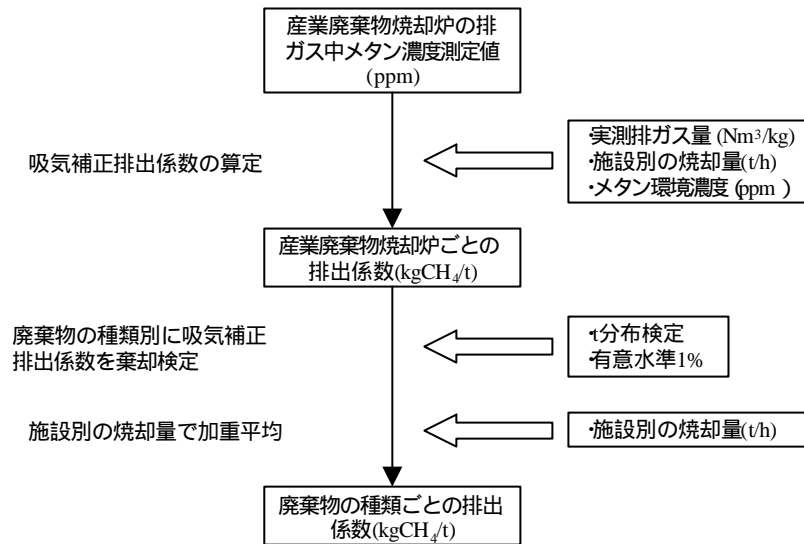 産業廃棄物焼却炉の排
ガス中メタン濃度測定値
(ppm)
吸気補正排出係数の算定
・実測排ガス量 (Nm³/kg)
・施設別の焼却量(t/h)
・メタン環境濃度 (ppm )
産業廃棄物焼却炉ごとの
排出係数(kgCH₄/t)
廃棄物の種類別に吸気補正
排出係数を棄却検定
・t分布検定
・有意水準1%
施設別の焼却量で加重平均
・施設別の焼却量(t/h)
廃棄物の種類ごとの排出
係数(kgCH₄/t)